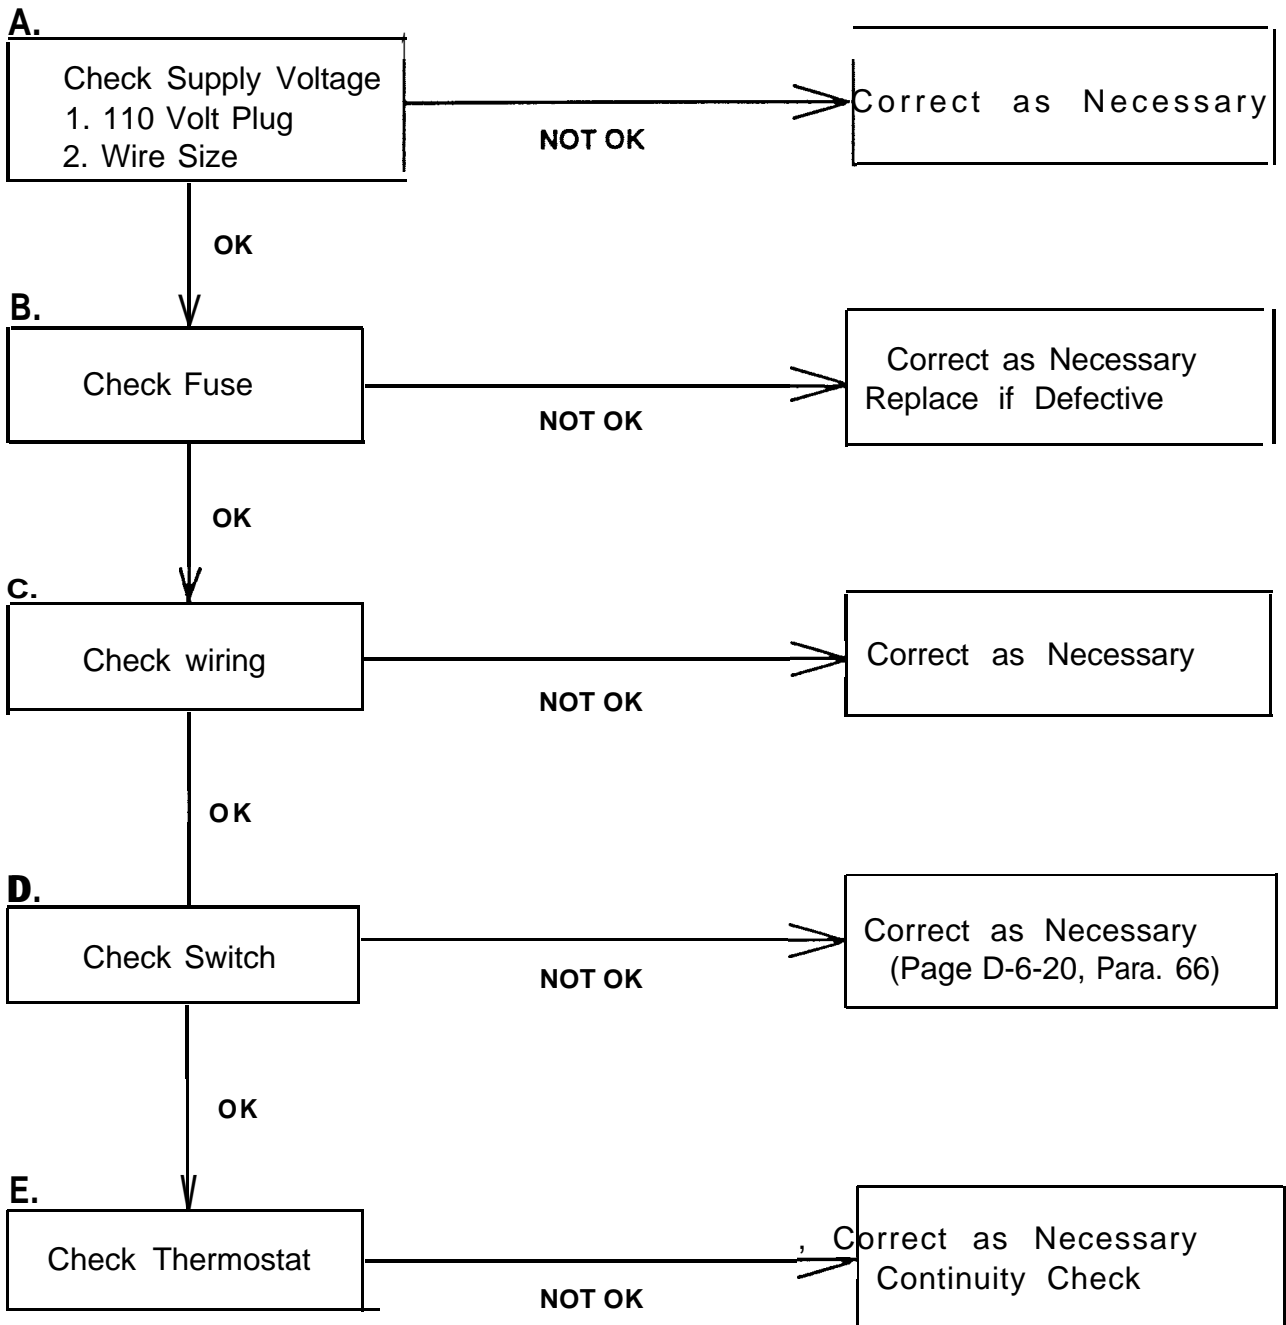 A.
Check Supply Voltage
1. 110 Volt Plug
2. Wire Size
NOT OK
Correct as Necessary
OK
B.
Check Fuse
NOT OK
Correct as Necessary
Replace if Defective
OK
C.
Check wiring
NOT OK
Correct as Necessary
OK
D.
Check Switch
NOT OK
Correct as Necessary
(Page D-6-20, Para. 66)
OK
E.
Check Thermostat
NOT OK
, Correct as Necessary
Continuity Check